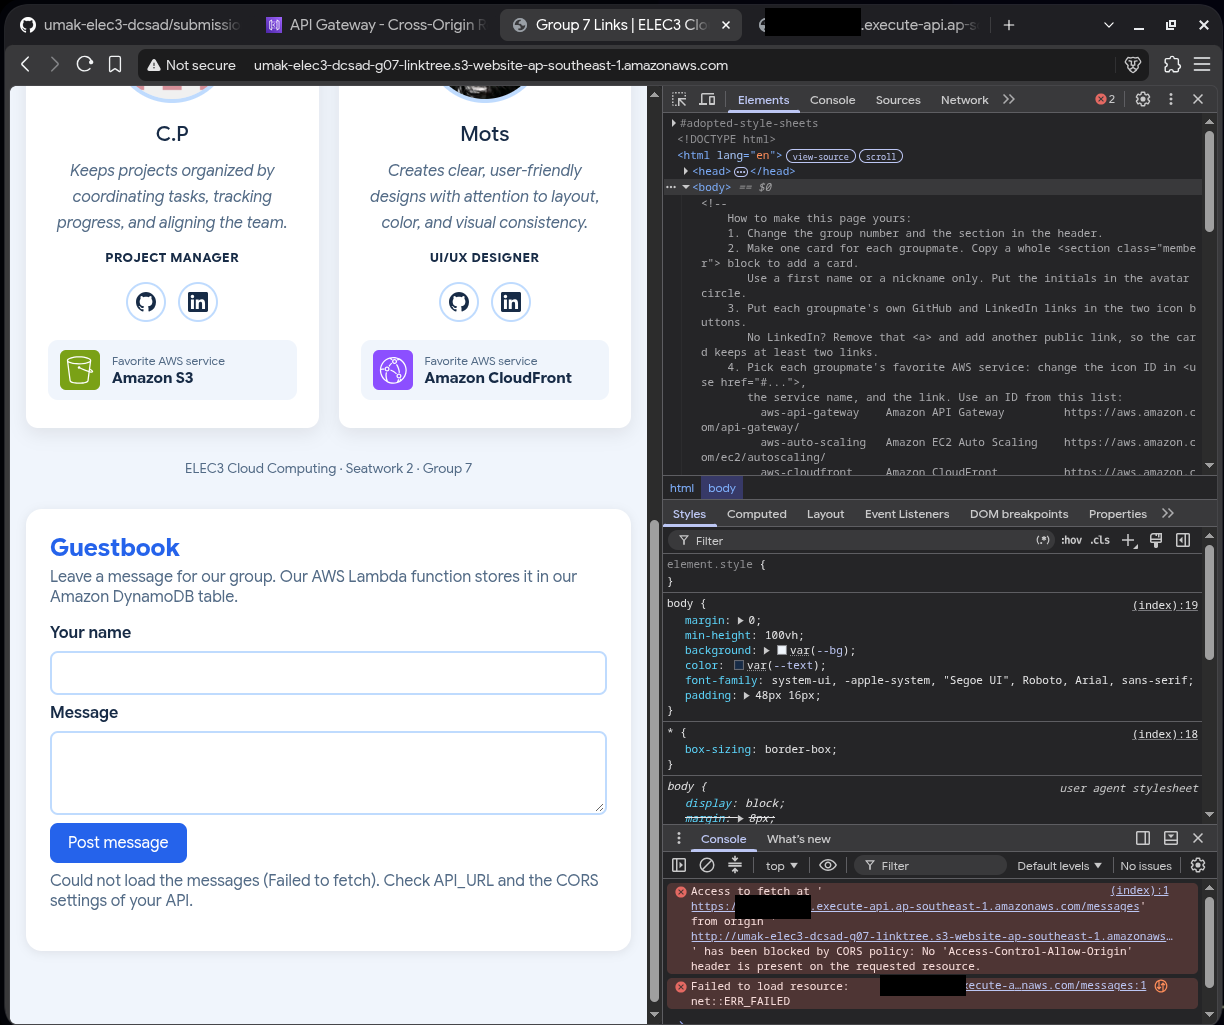 umak-elec3-dcsad/submissio
API Gateway - Cross-Origin R
Group 7 Links | ELEC3 Clo
.execute-api.ap-s
Not secure
umak-elec3-dcsad-g07-linktree.s3-website-ap-southeast-1.amazonaws.com
C.P
Keeps projects organized by
coordinating tasks, tracking
progress, and aligning the team.
PROJECT MANAGER
Favorite AWS service
Amazon S3
Mots
Creates clear, user-friendly
designs with attention to layout,
color, and visual consistency.
UI/UX DESIGNER
Favorite AWS service
Amazon CloudFront
ELEC3 Cloud Computing · Seatwork 2 · Group 7
Guestbook
Leave a message for our group. Our AWS Lambda function stores it in our
Amazon DynamoDB table.
Your name
Message
Post message
Could not load the messages (Failed to fetch). Check API_URL and the CORS
settings of your API.
Elements Console Sources Network 2
#adopted-style-sheets
<!DOCTYPE html>
<html lang="en"> view-source scroll
<head> ••• </head>
••• <body> == $0
<!--
How to make this page yours:
1. Change the group number and the section in the header.
2. Make one card for each groupmate. Copy a whole <section class="membe
r"> block to add a card.
Use a first name or a nickname only. Put the initials in the avatar
circle.
3. Put each groupmate's own GitHub and LinkedIn links in the two icon b
uttons.
No LinkedIn? Remove that <a> and add another public link, so the car
d keeps at least two links.
4. Pick each groupmate's favorite AWS service: change the icon ID in <u
se href="#...">,
the service name, and the link. Use an ID from this list:
aws-api-gateway Amazon API Gateway https://aws.amazon.c
om/api-gateway/
aws-auto-scaling Amazon EC2 Auto Scaling https://aws.amazon.c
om/ec2/autoscaling/
aws-cloudfront Amazon CloudFront https://aws.amazon.c
html body
Styles Computed Layout Event Listeners DOM breakpoints Properties
Filter (.*) :hov .cls
element.style {
}
body { (index):19
margin: 0;
min-height: 100vh;
background: var(--bg);
color: var(--text);
font-family: system-ui, -apple-system, "Segoe UI", Roboto, Arial, sans-serif;
padding: 48px 16px;
}
* { (index):18
box-sizing: border-box;
}
body { user agent stylesheet
display: block;
margin: 8px;
Console What's new
top Filter Default levels No issues
Access to fetch at ' (index):1
https:/ .execute-api.ap-southeast-1.amazonaws.com/messages'
from origin '
http://umak-elec3-dcsad-g07-linktree.s3-website-ap-southeast-1.amazonaws…
' has been blocked by CORS policy: No 'Access-Control-Allow-Origin'
header is present on the requested resource.
Failed to load resource: xecute-a…naws.com/messages:1
net::ERR_FAILED